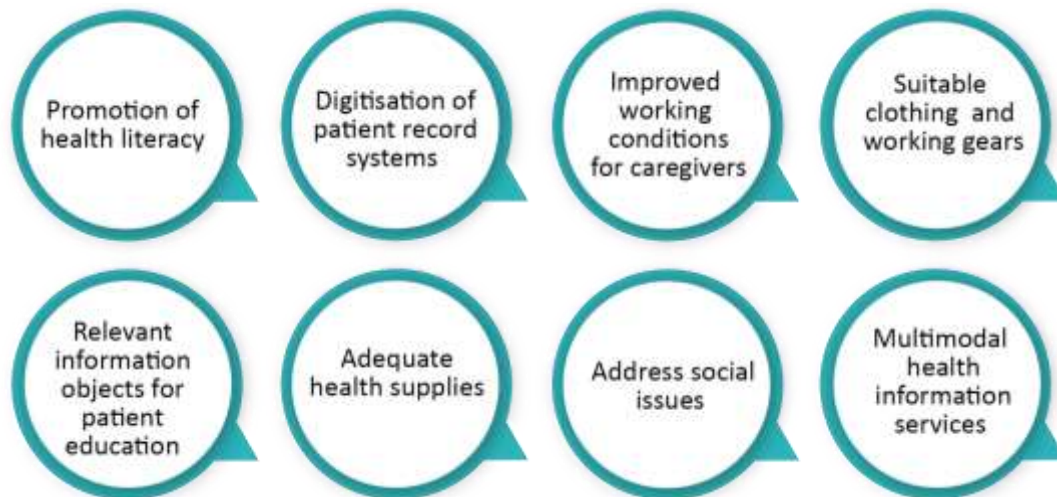 Promotion of
health literacy
Digitisation of
patient record
systems
Improved
working
conditions
for caregivers
Suitable
clothing and
working gears
Relevant
information
objects for
patient
education
Adequate
health supplies
Address social
issues
Multimodal
health
information
services